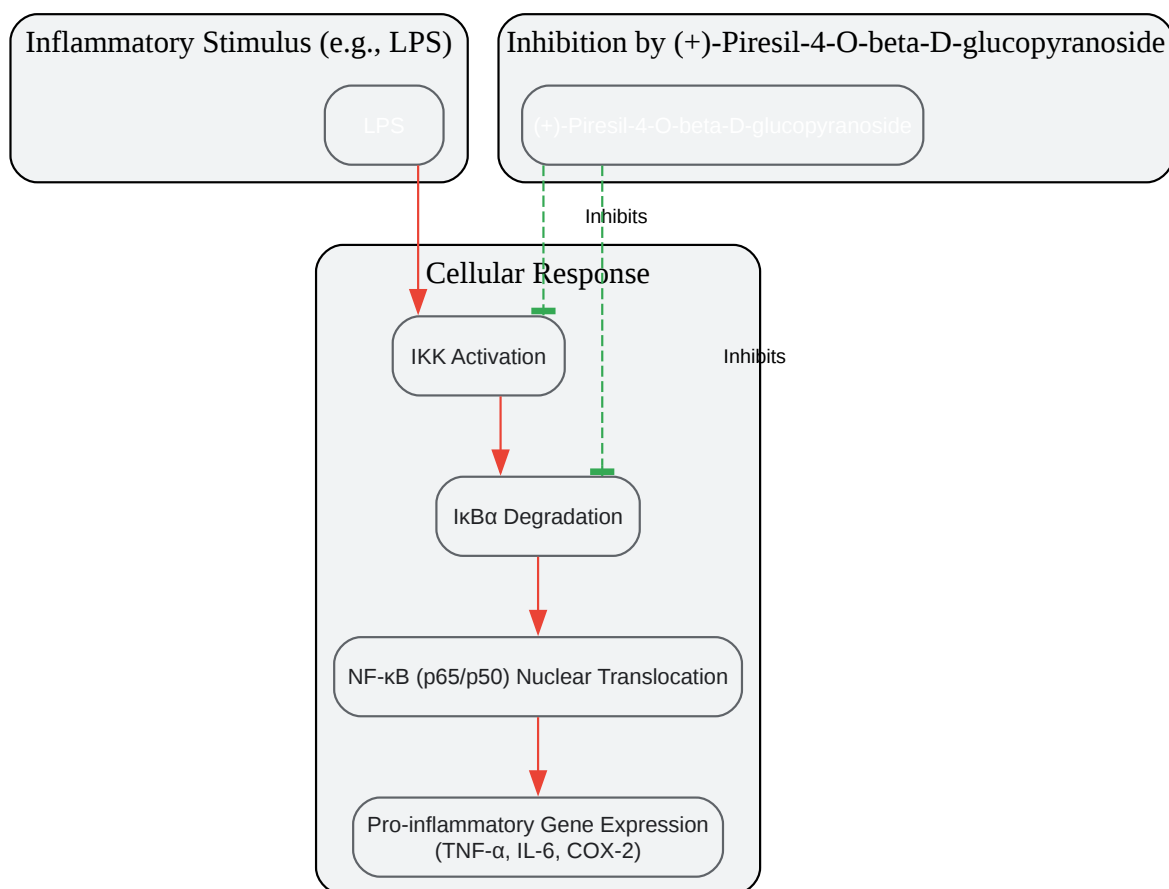 Inflammatory Stimulus (e.g., LPS)
Inhibition by (+)-Piresil-4-O-beta-D-glucopyranoside
LPS
(+)-Piresil-4-O-beta-D-glucopyranoside
Inhibits
Cellular Response
IKK Activation
Inhibits
IκBα Degradation
NF-κB (p65/p50) Nuclear Translocation
Pro-inflammatory Gene Expression
(TNF-α, IL-6, COX-2)